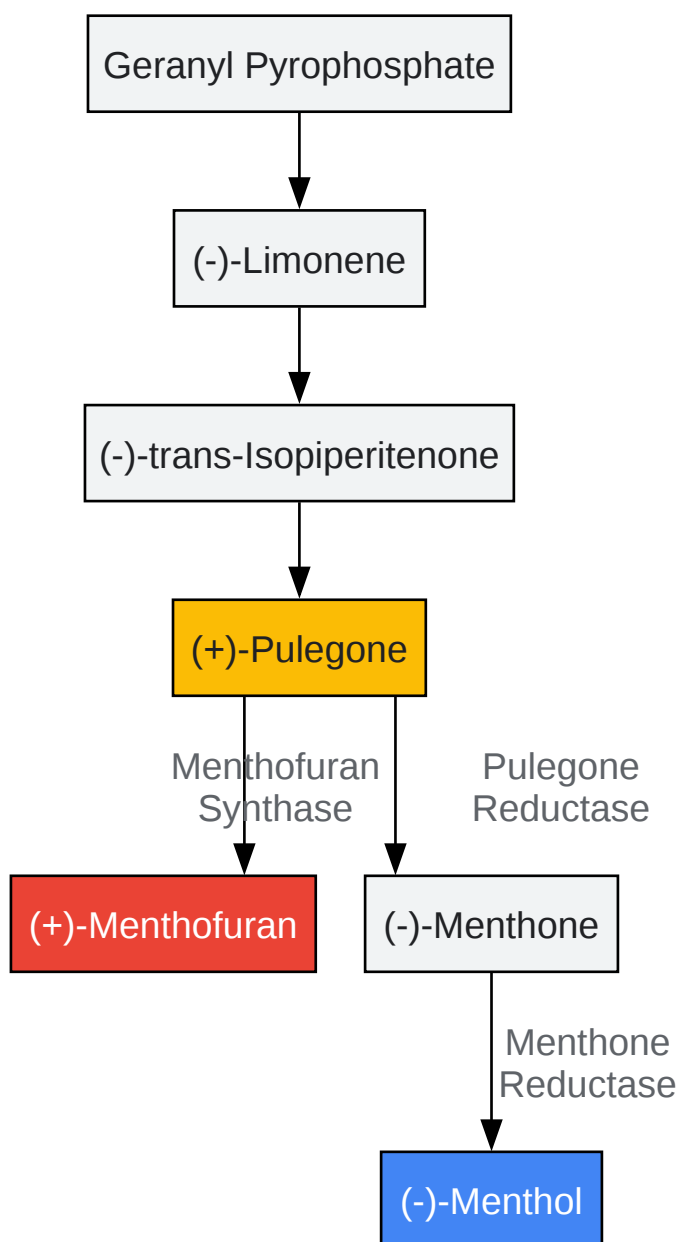 Geranyl Pyrophosphate
(-)-Limonene
(-)-trans-Isopiperitenone
(+)-Pulegone
Menthofuran
Synthase
Pulegone
Reductase
(+)-Menthofuran
(-)-Menthone
Menthone
Reductase
(-)-Menthol